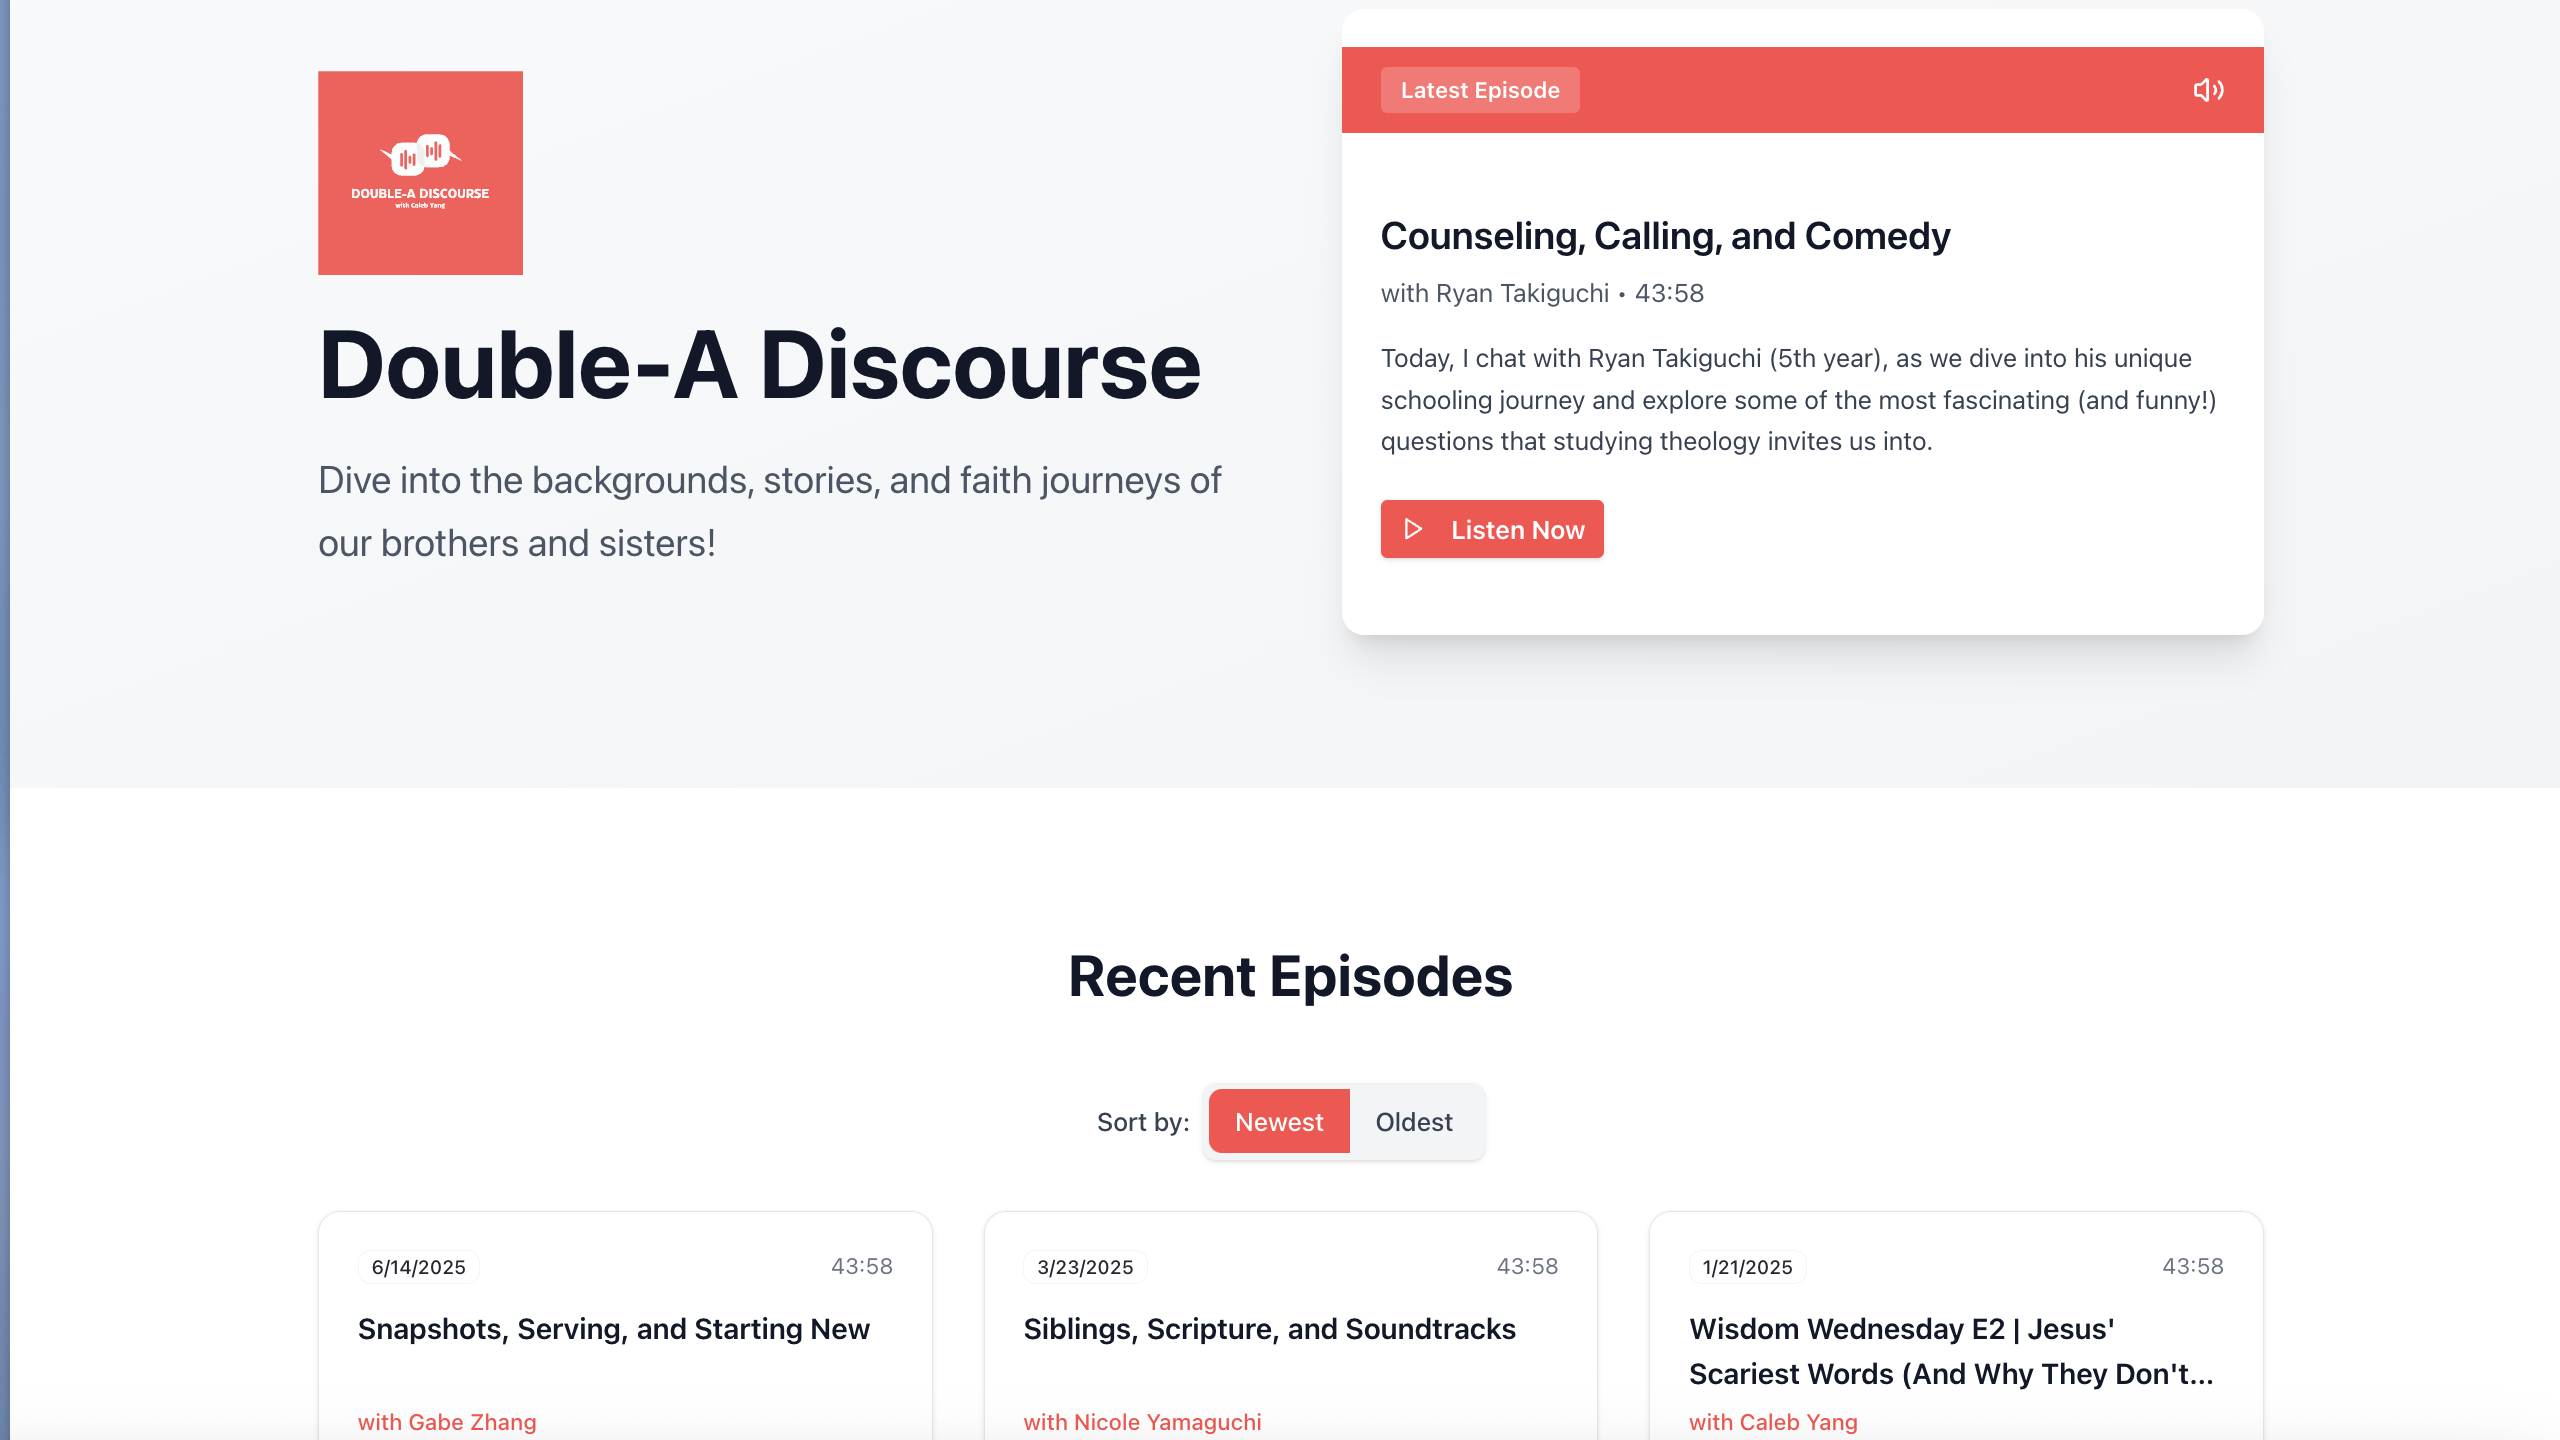 DOUBLE-A DISCOURSE
with Caleb Yang
Double-A Discourse
Dive into the backgrounds, stories, and faith journeys of
our brothers and sisters!
Latest Episode
Counseling, Calling, and Comedy
with Ryan Takiguchi • 43:58
Today, I chat with Ryan Takiguchi (5th year), as we dive into his unique
schooling journey and explore some of the most fascinating (and funny!)
questions that studying theology invites us into.
Listen Now
Recent Episodes
Sort by: Newest Oldest
6/14/2025 43:58
Snapshots, Serving, and Starting New
with Gabe Zhang
3/23/2025 43:58
Siblings, Scripture, and Soundtracks
with Nicole Yamaguchi
1/21/2025 43:58
Wisdom Wednesday E2 | Jesus'
Scariest Words (And Why They Don't...
with Caleb Yang